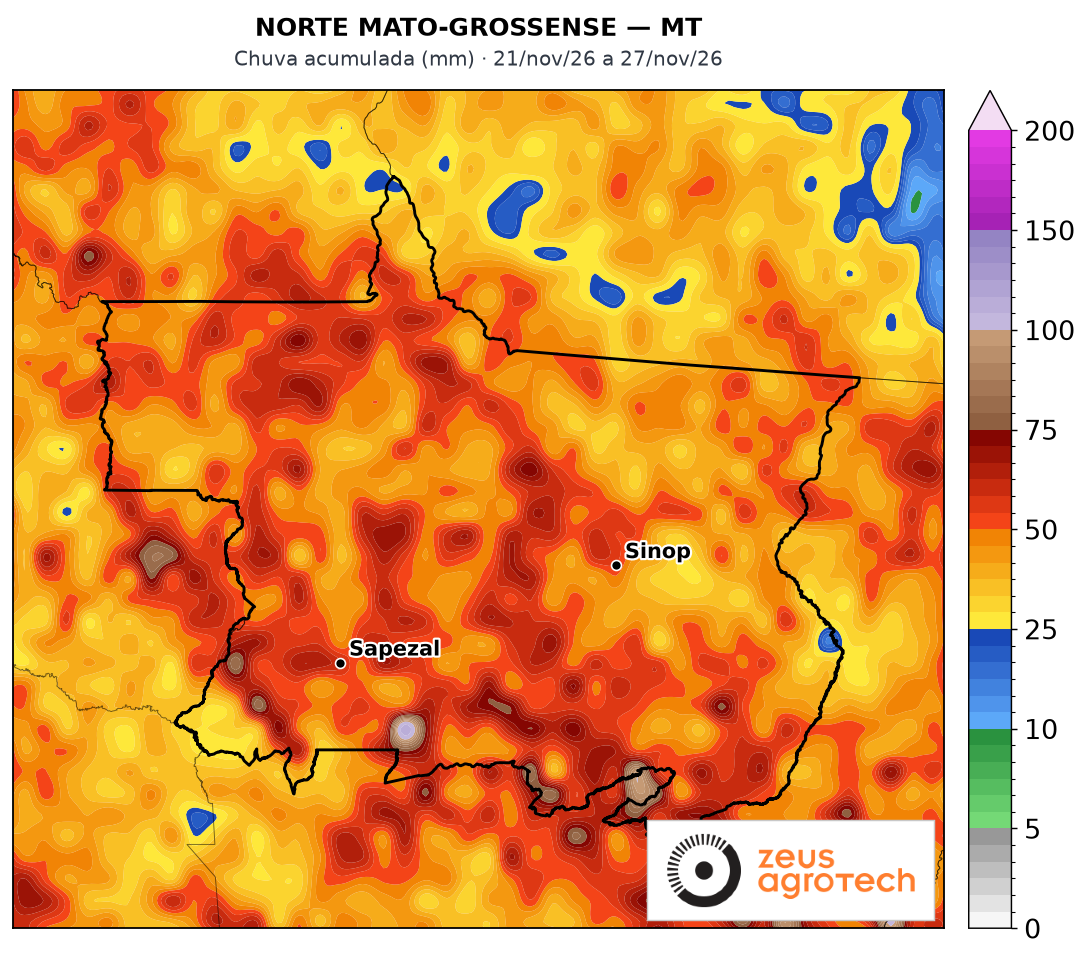 NORTE MATO-GROSSENSE — MT
Chuva acumulada (mm) · 21/nov/26 a 27/nov/26
200
150
100
75
50
25
10
5
0
Sinop
Sapezal
zeus
agrotech